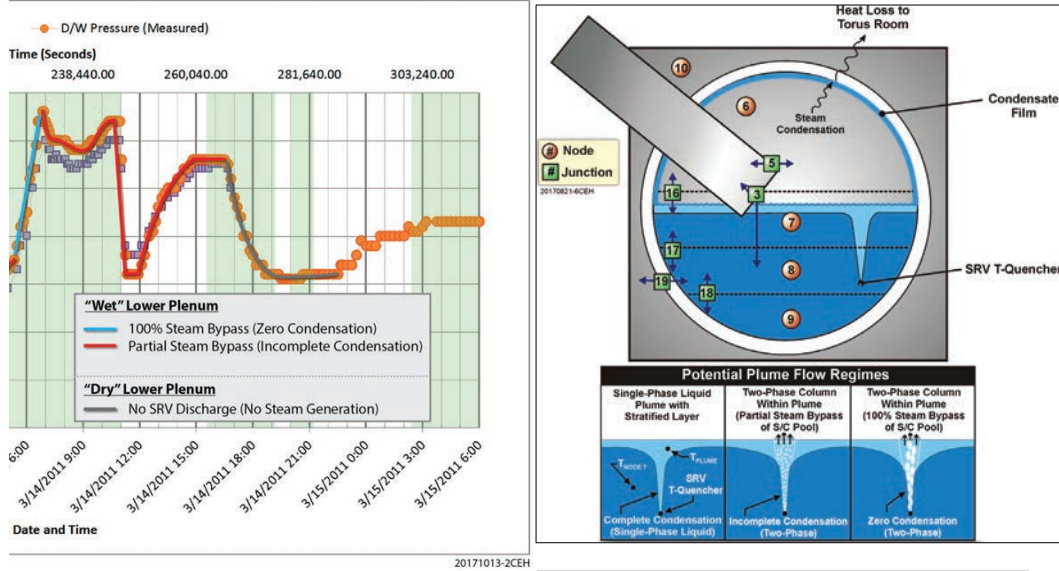 D/W Pressure (Measured)
Time (Seconds)
238,440.00 260,040.00 281,640.00 303,240.00
"Wet" Lower Plenum
100% Steam Bypass (Zero Condensation)
Partial Steam Bypass (Incomplete Condensation)
"Dry" Lower Plenum
No SRV Discharge (No Steam Generation)
6:00
3/14/2011 9:00
3/14/2011 12:00
3/14/2011 15:00
3/14/2011 18:00
3/14/2011 21:00
3/15/2011 0:00
3/15/2011 3:00
3/15/2011 6:00
Date and Time
20171013-2CEH
Heat Loss to
Torus Room
10
6
Steam
Condensation
Condensate
Film
# Node
# Junction
20170821-6CEH
5
16
3
7
17
8
SRV T-Quencher
19
18
9
Potential Plume Flow Regimes
Single-Phase Liquid
Plume with
Stratified Layer
Two-Phase Column
Within Plume
(Partial Steam Bypass
of S/C Pool)
Two-Phase Column
Within Plume
(100% Steam Bypass
of S/C Pool)
TNODE 7
TPLUME
SRV
T-Quencher
Complete Condensation
(Single-Phase Liquid)
Incomplete Condensation
(Two-Phase)
Zero Condensation
(Two-Phase)